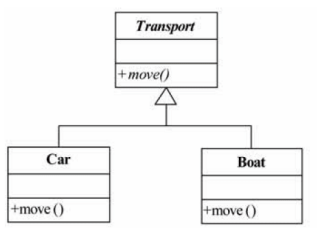 Transport
+move()
Car
Boat
+move ()
+move ()